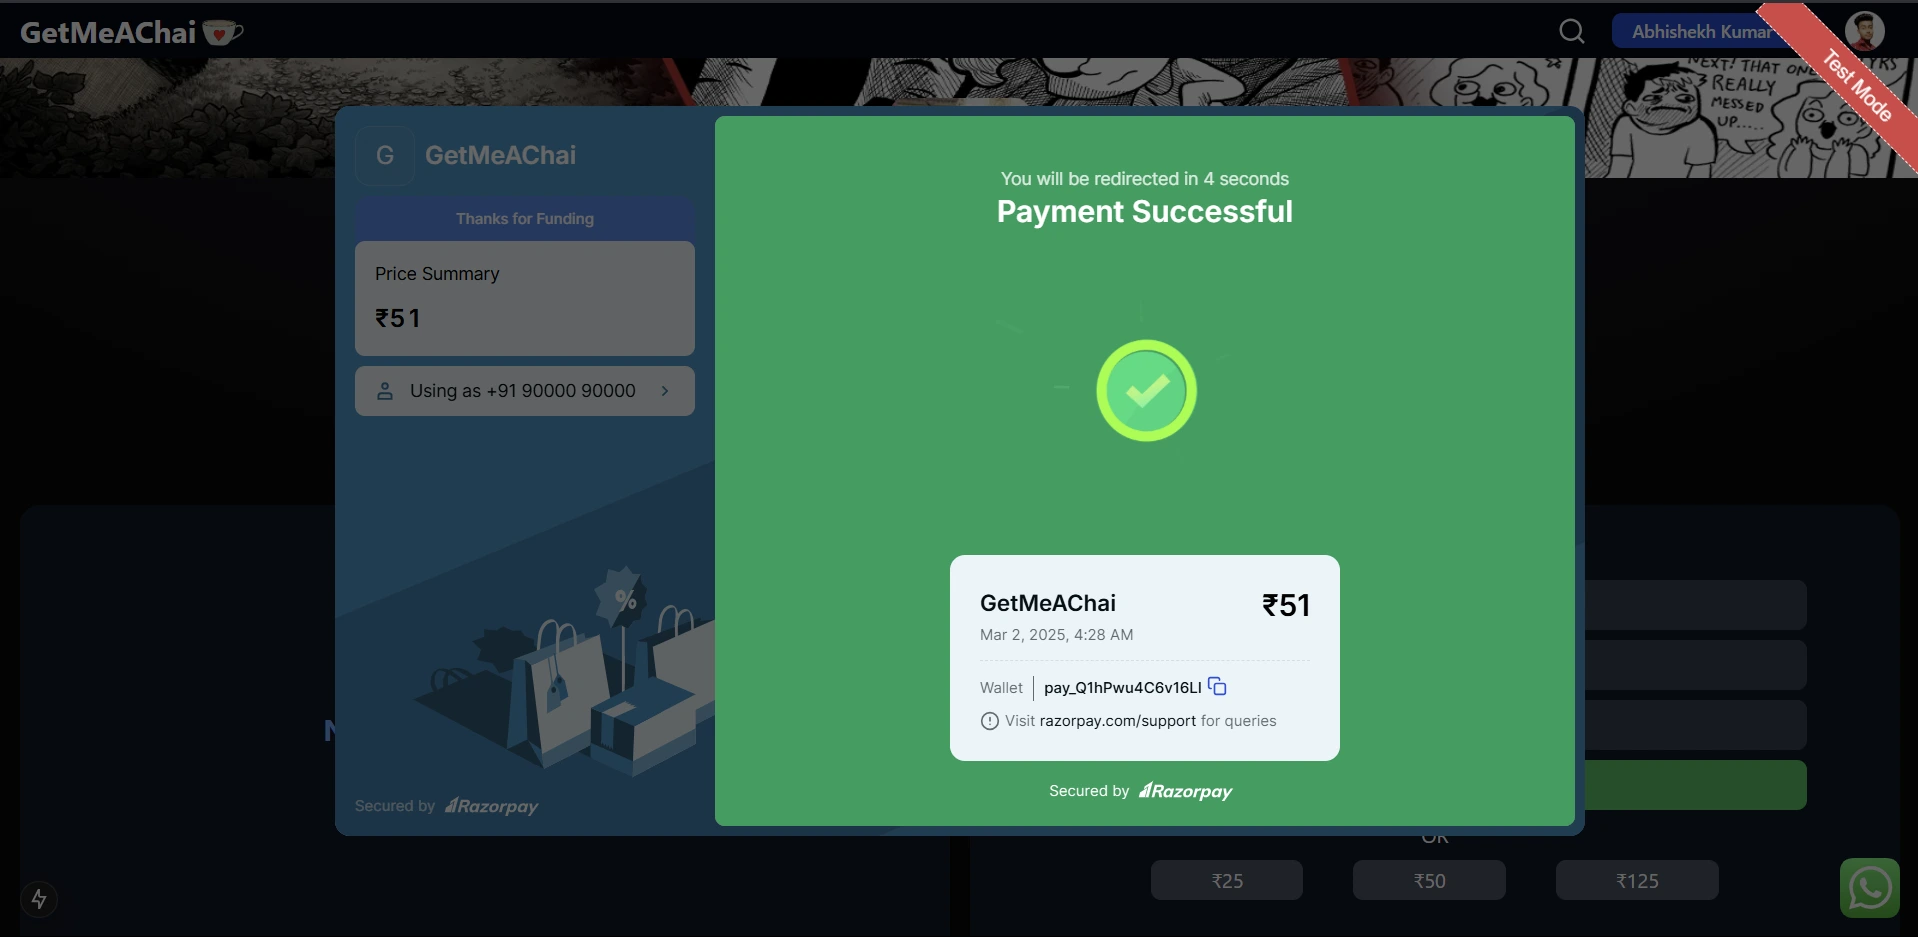 GetMeAChai
Abhishekh Kumar
Test Mode
NEXT! THAT ONE
REALLY
MESSED
UP.....
G
GetMeAChai
Thanks for Funding
Price Summary
₹51
Using as +91 90000 90000
%
Secured by Razorpay
You will be redirected in 4 seconds
Payment Successful
GetMeAChai
₹51
Mar 2, 2025, 4:28 AM
Wallet | pay_Q1hPwu4C6v16LI
Visit razorpay.com/support for queries
Secured by Razorpay
N
OR
₹25
₹50
₹125